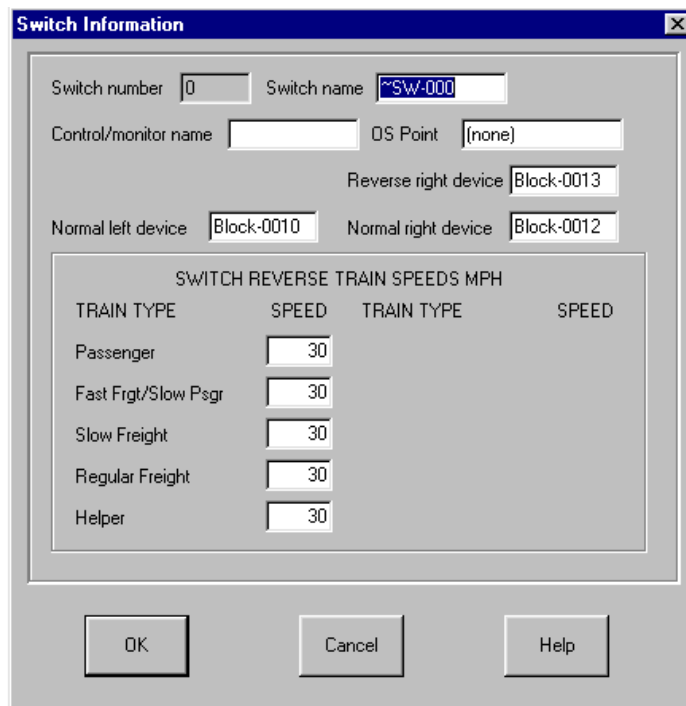 Switch Information
Switch number 0 Switch name ~SW-000
Control/monitor name OS Point (none)
Reverse right device Block-0013
Normal left device Block-0010 Normal right device Block-0012
SWITCH REVERSE TRAIN SPEEDS MPH
TRAIN TYPE SPEED TRAIN TYPE SPEED
Passenger 30
Fast Frgt/Slow Psgr 30
Slow Freight 30
Regular Freight 30
Helper 30
OK Cancel Help